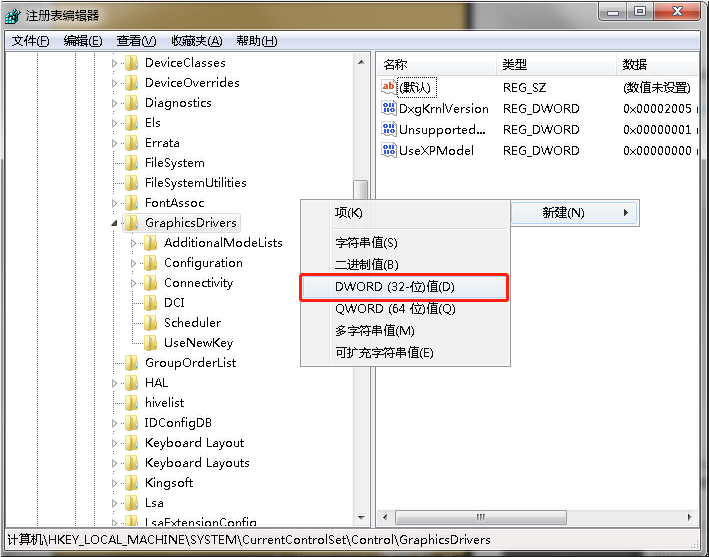 注册表编辑器
文件(F) 编辑(E) 查看(V) 收藏夹(A) 帮助(H)
DeviceClasses
DeviceOverrides
Diagnostics
Els
Errata
FileSystem
FileSystemUtilities
FontAssoc
GraphicsDrivers
AdditionalModeLists
Configuration
Connectivity
DCI
Scheduler
UseNewKey
GroupOrderList
HAL
hivelist
IDConfigDB
Keyboard Layout
Keyboard Layouts
Kingsoft
Lsa
LsaExtensionConfig
名称 类型 数据
(默认) REG_SZ (数值未设置)
DxgKrnlVersion REG_DWORD 0x00002005
Unsupported... REG_DWORD 0x00000001
UseXPModel REG_DWORD 0x00000000
新建(N)
项(K)
字符串值(S)
二进制值(B)
DWORD (32-位)值(D)
QWORD (64 位)值(Q)
多字符串值(M)
可扩充字符串值(E)
计算机\HKEY_LOCAL_MACHINE\SYSTEM\CurrentControlSet\Control\GraphicsDrivers